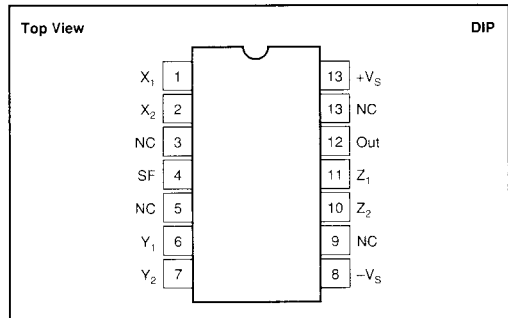 Top View DIP
X₁ 1 13 +Vₛ
X₂ 2 13 NC
NC 3 12 Out
SF 4 11 Z₁
NC 5 10 Z₂
Y₁ 6 9 NC
Y₂ 7 8 −Vₛ